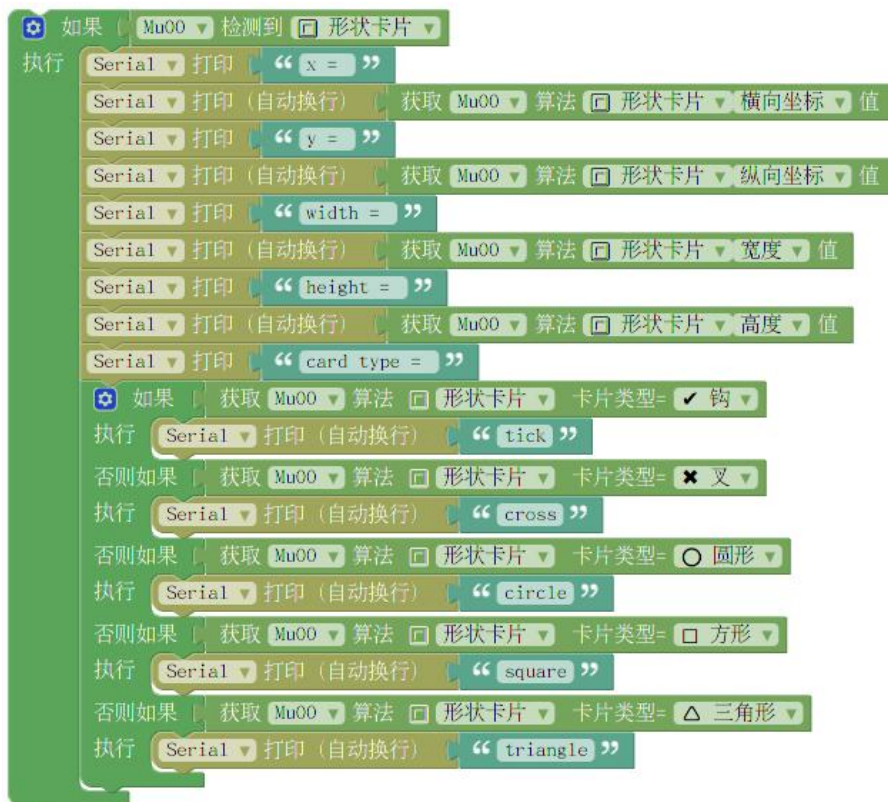 如果 Mu00 检测到 形状卡片
执行 Serial 打印 “ x = ”
Serial 打印（自动换行） 获取 Mu00 算法 形状卡片 横向坐标 值
Serial 打印 “ y = ”
Serial 打印（自动换行） 获取 Mu00 算法 形状卡片 纵向坐标 值
Serial 打印 “ width = ”
Serial 打印（自动换行） 获取 Mu00 算法 形状卡片 宽度 值
Serial 打印 “ height = ”
Serial 打印（自动换行） 获取 Mu00 算法 形状卡片 高度 值
Serial 打印 “ card type = ”
如果 获取 Mu00 算法 形状卡片 卡片类型= ✔ 钩
执行 Serial 打印（自动换行） “ tick ”
否则如果 获取 Mu00 算法 形状卡片 卡片类型= ✖ 叉
执行 Serial 打印（自动换行） “ cross ”
否则如果 获取 Mu00 算法 形状卡片 卡片类型= 圆形
执行 Serial 打印（自动换行） “ circle ”
否则如果 获取 Mu00 算法 形状卡片 卡片类型= 方形
执行 Serial 打印（自动换行） “ square ”
否则如果 获取 Mu00 算法 形状卡片 卡片类型= 三角形
执行 Serial 打印（自动换行） “ triangle ”